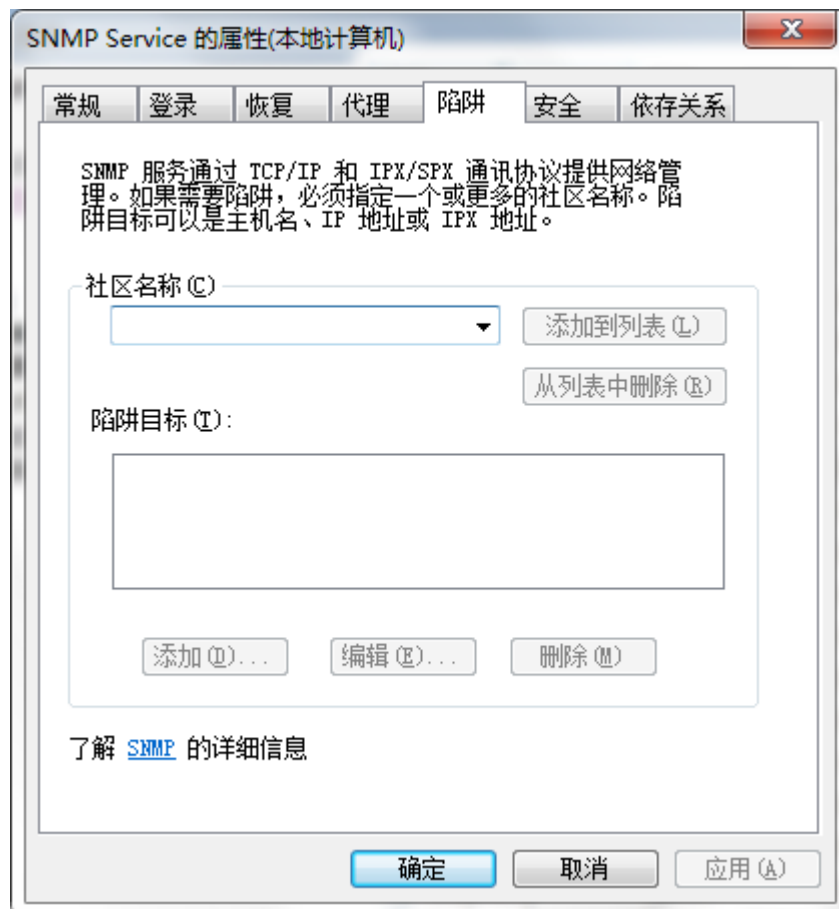 SNMP Service 的属性(本地计算机)
常规 登录 恢复 代理 陷阱 安全 依存关系
SNMP 服务通过 TCP/IP 和 IPX/SPX 通讯协议提供网络管
理。如果需要陷阱，必须指定一个或更多的社区名称。陷
阱目标可以是主机名、IP 地址或 IPX 地址。
社区名称(C)
添加到列表(L)
从列表中删除(R)
陷阱目标(T):
添加(D)... 编辑(E)... 删除(M)
了解 SNMP 的详细信息
确定 取消 应用(A)